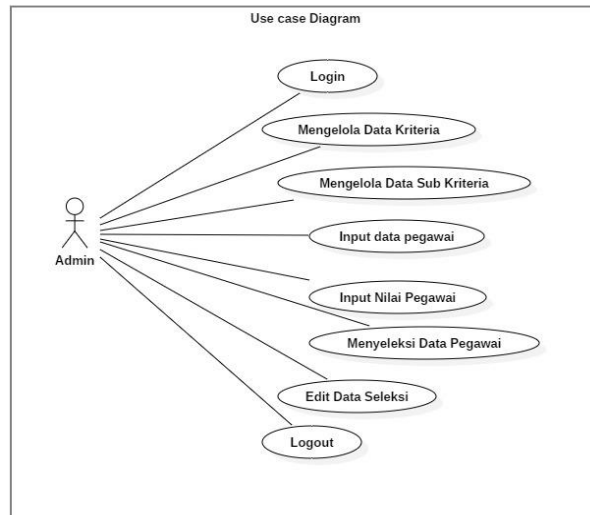 Use case Diagram
Login
Mengelola Data Kriteria
Mengelola Data Sub Kriteria
Input data pegawai
Admin
Input Nilai Pegawai
Menyeleksi Data Pegawai
Edit Data Seleksi
Logout